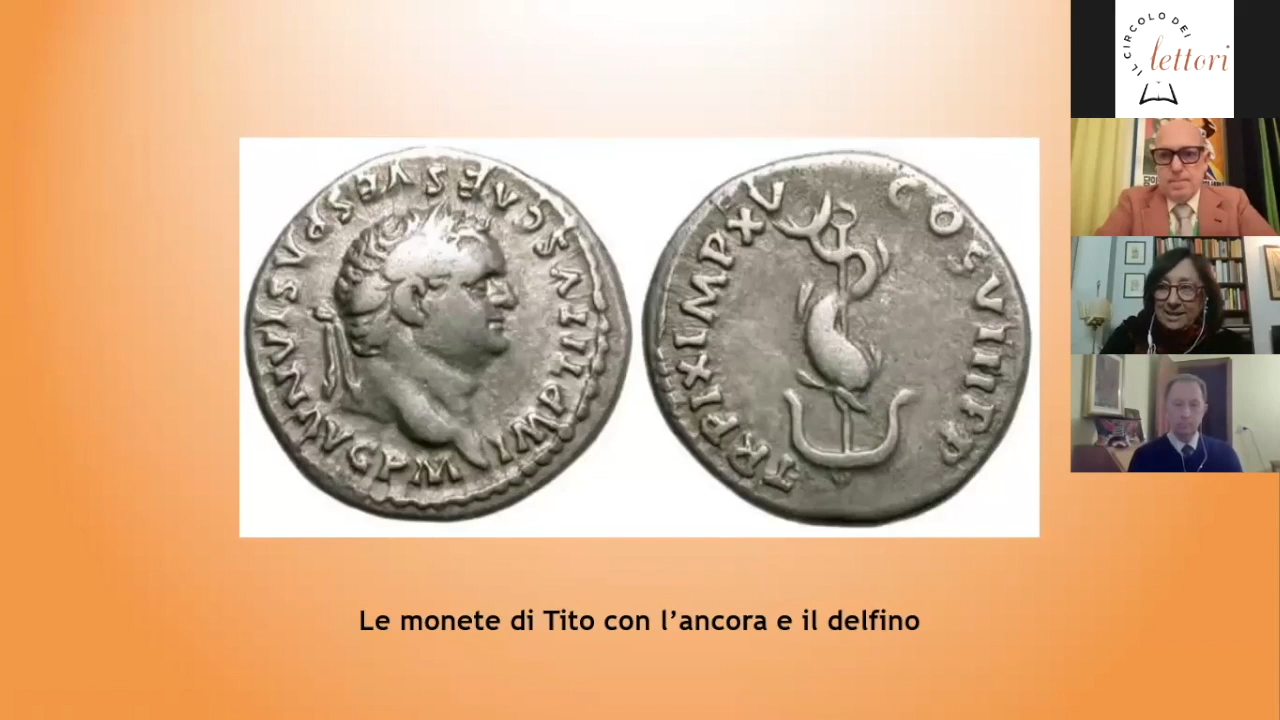 IMP TITVS CAES VESPASIANVS AVG P M
TR P IX IMP XV COS VIII P P
Le monete di Tito con l’ancora e il delfino
IL CIRCOLO DEI
lettori